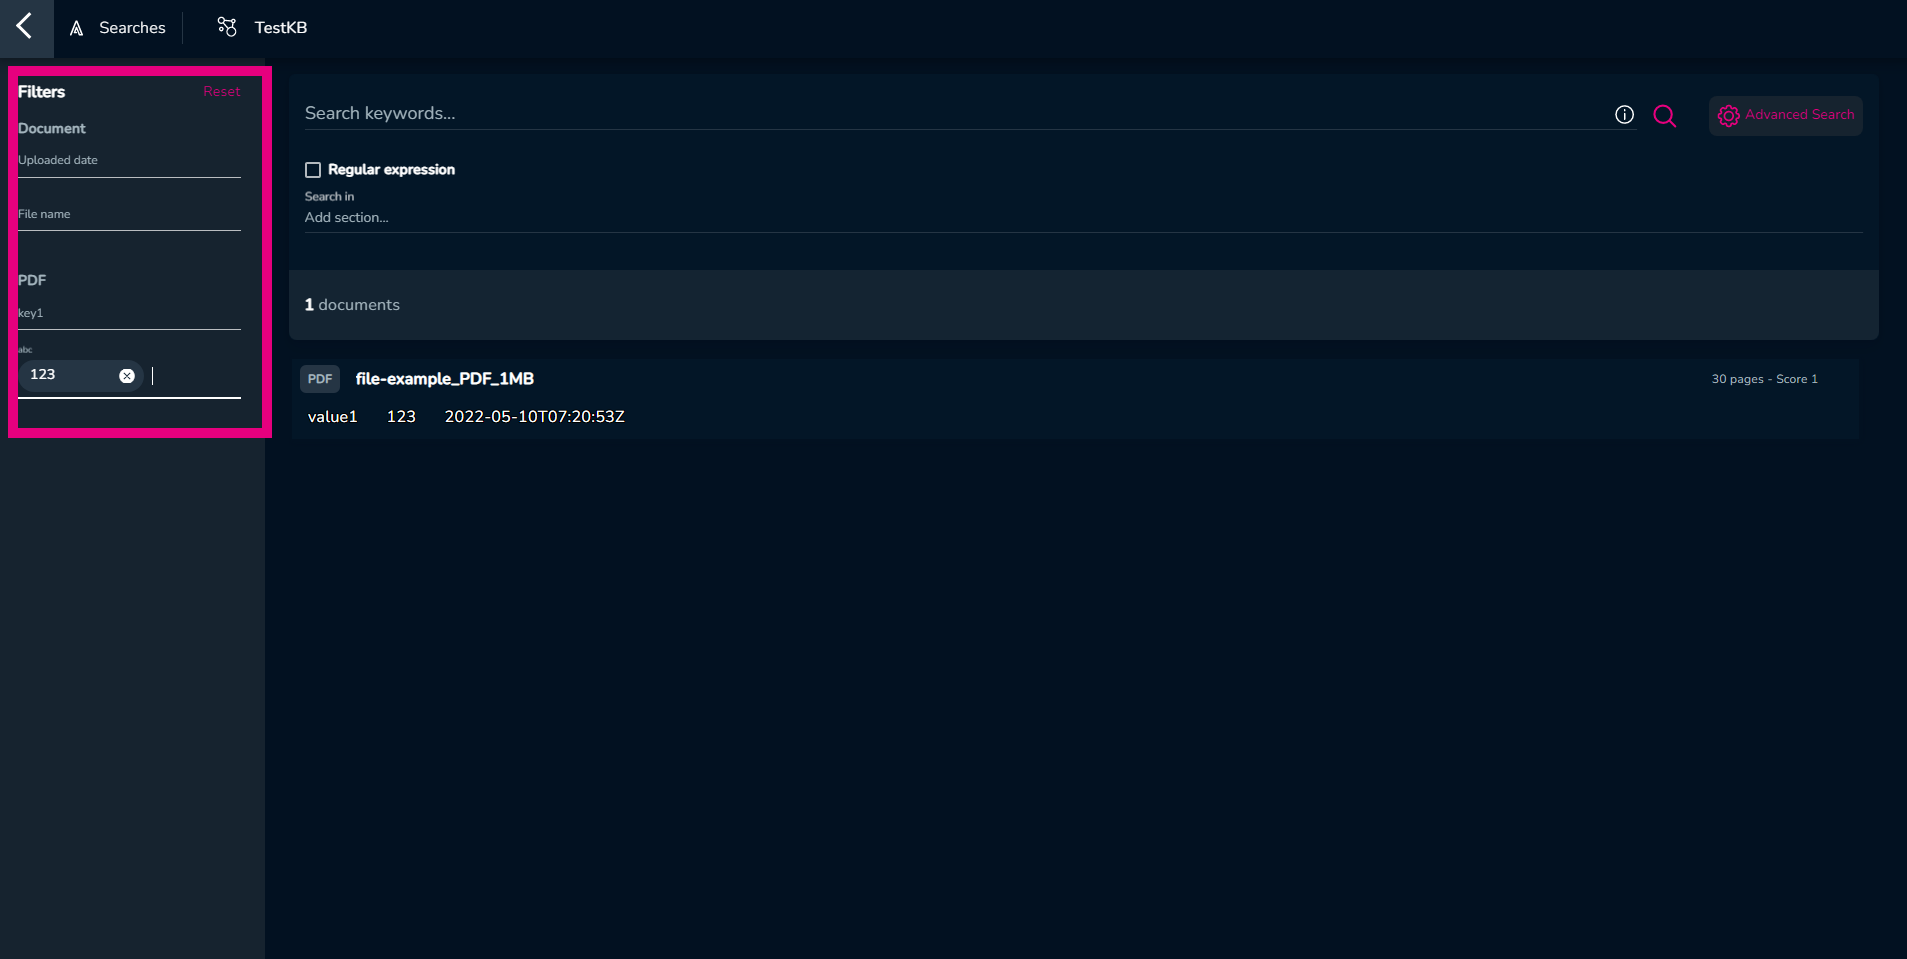 Searches
TestKB
Filters
Reset
Document
Uploaded date
File name
PDF
key1
abc
123
Search keywords...
Advanced Search
Regular expression
Search in
Add section...
1 documents
PDF
file-example_PDF_1MB
30 pages - Score 1
value1 123 2022-05-10T07:20:53Z